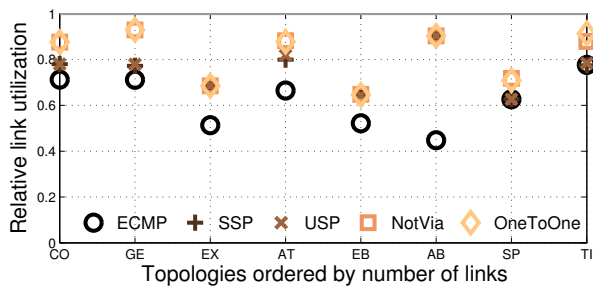 Relative link utilization
1
0.8
0.6
0.4
0.2
0
ECMP SSP USP NotVia OneToOne
CO GE EX AT EB AB SP TI
Topologies ordered by number of links